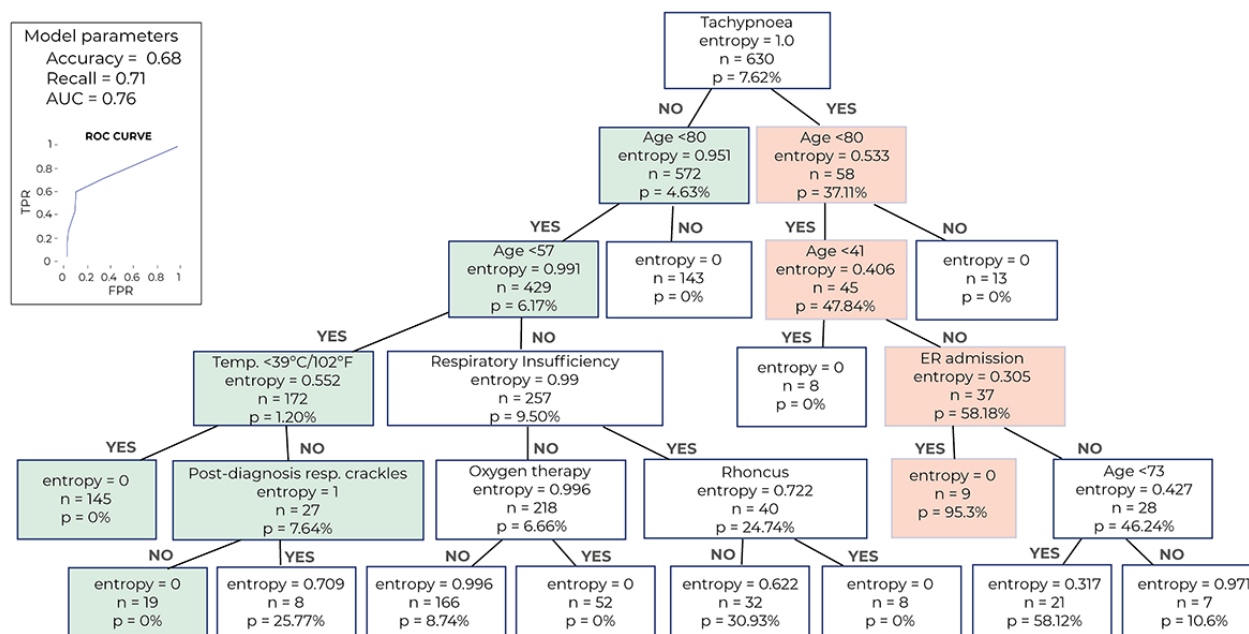 Model parameters
Accuracy = 0.68
Recall = 0.71
AUC = 0.76
ROC CURVE
TPR
1
0.8
0.6
0.4
0.2
0
0 0.2 0.4 0.6 0.8 1
FPR
Tachypnoea
entropy = 1.0
n = 630
p = 7.62%
NO
YES
Age <80
entropy = 0.951
n = 572
p = 4.63%
Age <80
entropy = 0.533
n = 58
p = 37.11%
YES
NO
YES
NO
Age <57
entropy = 0.991
n = 429
p = 6.17%
entropy = 0
n = 143
p = 0%
Age <41
entropy = 0.406
n = 45
p = 47.84%
entropy = 0
n = 13
p = 0%
YES
NO
YES
NO
Temp. <39°C/102°F
entropy = 0.552
n = 172
p = 1.20%
Respiratory Insufficiency
entropy = 0.99
n = 257
p = 9.50%
entropy = 0
n = 8
p = 0%
ER admission
entropy = 0.305
n = 37
p = 58.18%
YES
NO
NO
YES
YES
NO
entropy = 0
n = 145
p = 0%
Post-diagnosis resp. crackles
entropy = 1
n = 27
p = 7.64%
Oxygen therapy
entropy = 0.996
n = 218
p = 6.66%
Rhoncus
entropy = 0.722
n = 40
p = 24.74%
entropy = 0
n = 9
p = 95.3%
Age <73
entropy = 0.427
n = 28
p = 46.24%
NO
YES
NO
YES
NO
YES
YES
NO
entropy = 0
n = 19
p = 0%
entropy = 0.709
n = 8
p = 25.77%
entropy = 0.996
n = 166
p = 8.74%
entropy = 0
n = 52
p = 0%
entropy = 0.622
n = 32
p = 30.93%
entropy = 0
n = 8
p = 0%
entropy = 0.317
n = 21
p = 58.12%
entropy = 0.971
n = 7
p = 10.6%